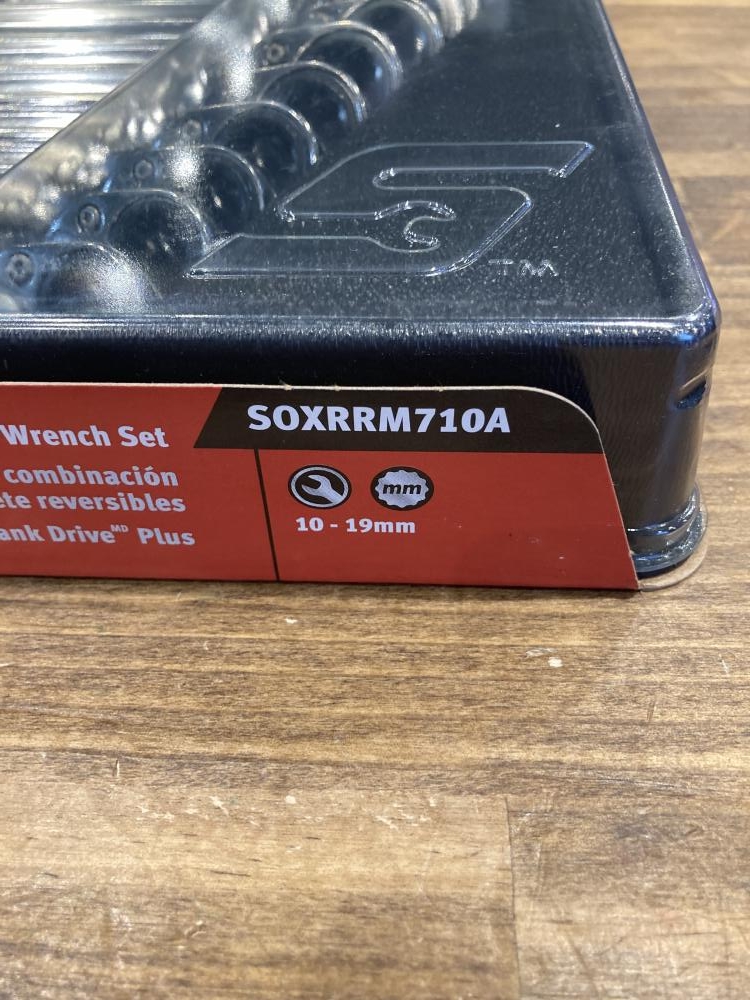 TM
SOXRRM710A
Wrench Set
combinación
ete reversibles
ank Drive MD Plus
mm
10 - 19mm